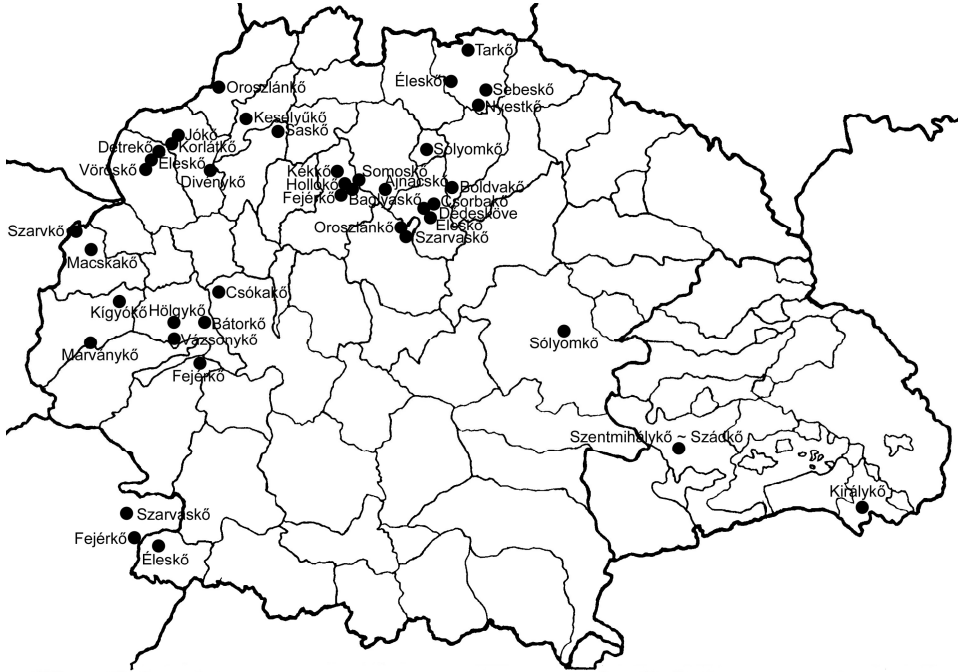 Tarkő
Éleskő
Sebeskő
Nyestkő
Oroszlánkő
Keselyűkő
Saskő
Jókő
Detrekő
Korlátkő
Éleskő
Vöröskő
Divénykő
Sólyomkő
Kékkő
Somoskő
Hollókő
Ajnácskő
Fejérkő
Baglyaskő
Boldvakő
Csorbakő
Dédesköve
Éleskő
Oroszlánkő
Szarvaskő
Szarvkő
Macskakő
Csókakő
Kígyókő
Hölgykő
Bátorkő
Vázsonykő
Márványkő
Fejérkő
Sólyomkő
Szentmihálykő ~ Szádkő
Királykő
Szarvaskő
Fejérkő
Éleskő